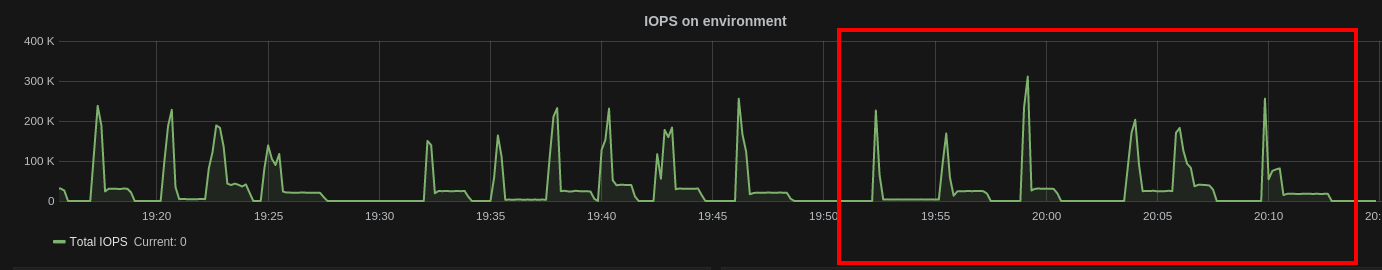 IOPS on environment
400 K
300 K
200 K
100 K
0
19:20 19:25 19:30 19:35 19:40 19:45 19:50 19:55 20:00 20:05 20:10 20:
Total IOPS Current: 0